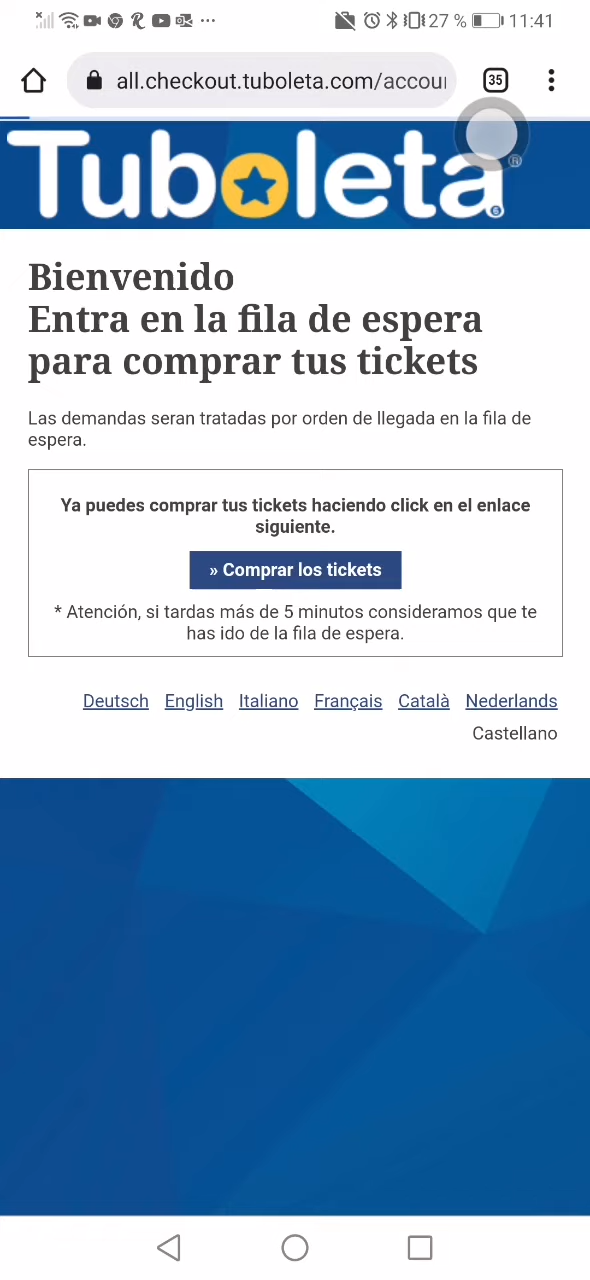 27 % 11:41
all.checkout.tuboleta.com/accou
35
Tuboleta®
Bienvenido
Entra en la fila de espera
para comprar tus tickets
Las demandas seran tratadas por orden de llegada en la fila de
espera.
Ya puedes comprar tus tickets haciendo click en el enlace
siguiente.
» Comprar los tickets
* Atención, si tardas más de 5 minutos consideramos que te
has ido de la fila de espera.
Deutsch English Italiano Français Català Nederlands
Castellano